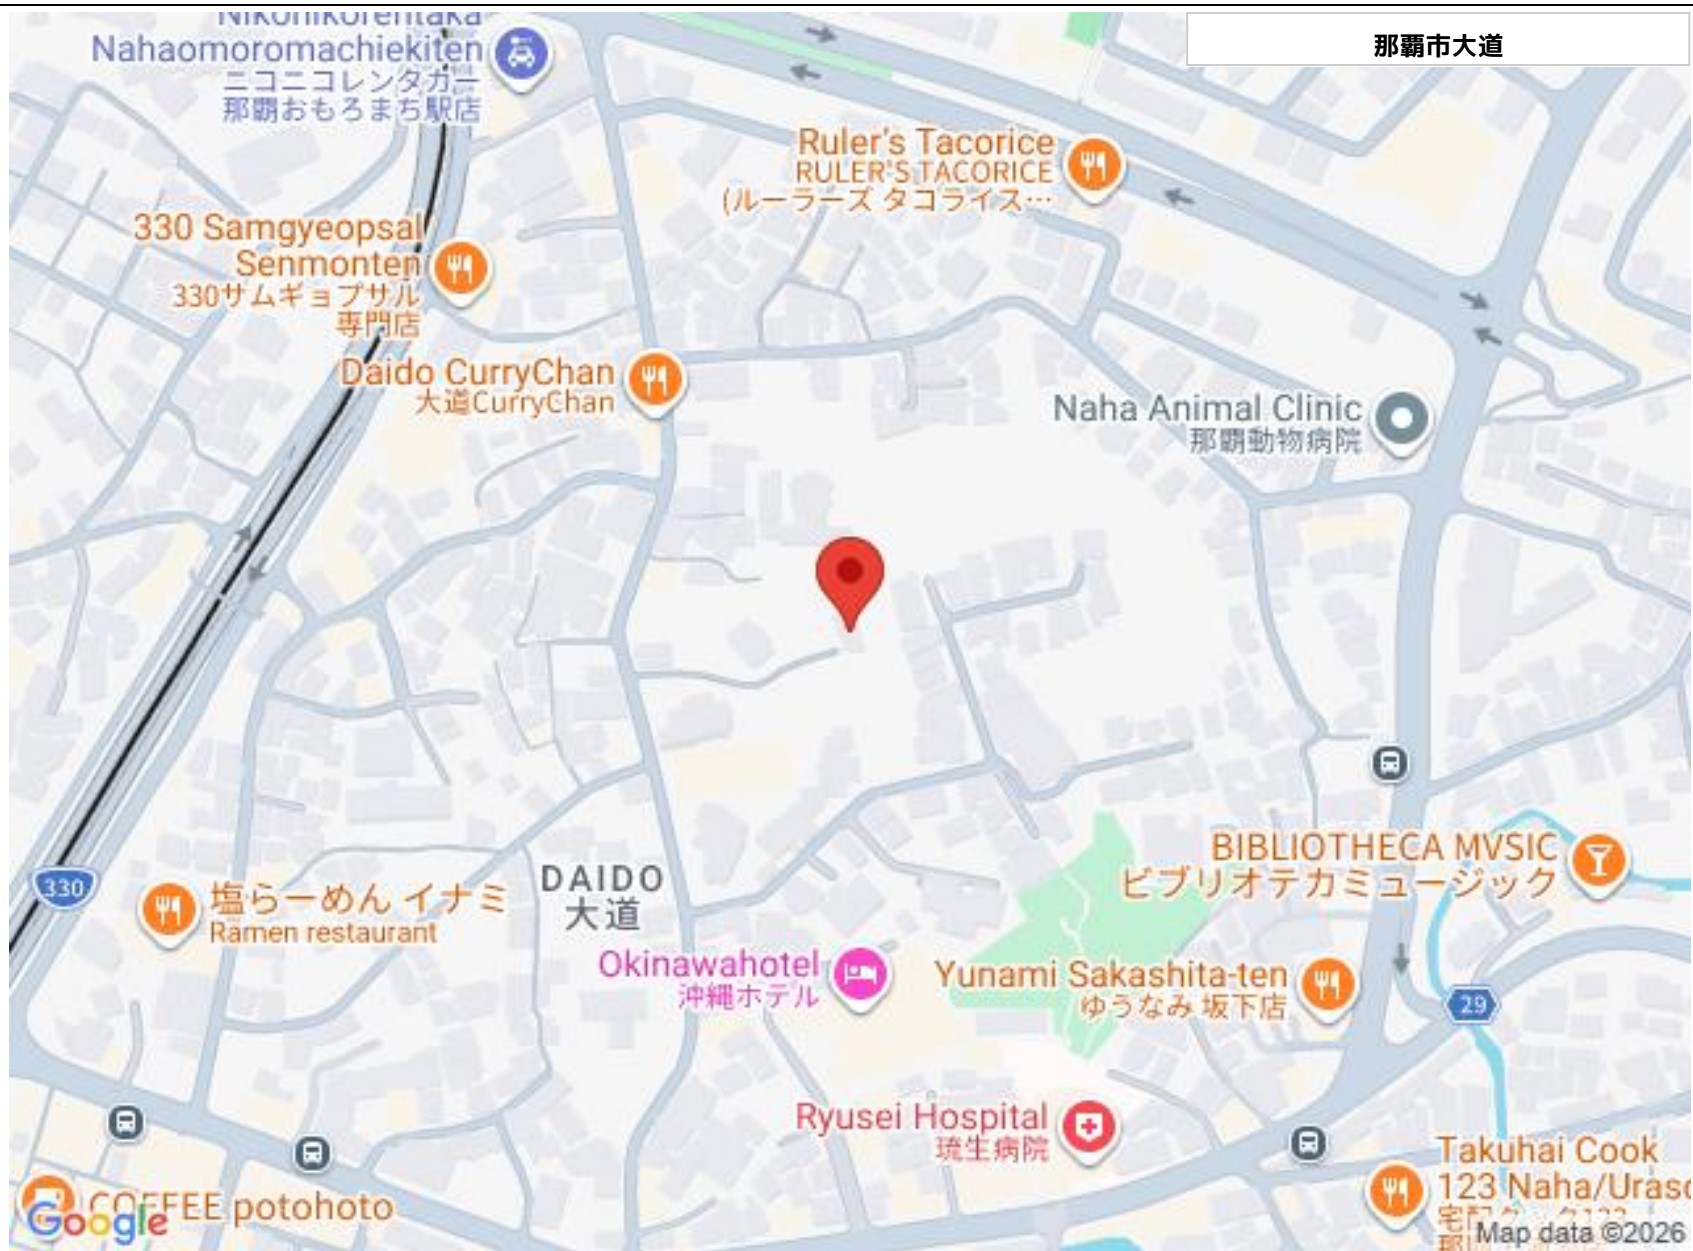 Nikonikorentaka
Nahaomoromachiekiten
ニコニコレンタカー
那覇おもろまち駅店
那覇市大道
Ruler's Tacorice
RULER'S TACORICE
(ルーラーズ タコライス…
330 Samgyeopsal
Senmonten
330サムギョプサル
専門店
Daido CurryChan
大道CurryChan
Naha Animal Clinic
那覇動物病院
BIBLIOTHECA MVSIC
ビブリオテカミュージック
330
塩らーめん イナミ
Ramen restaurant
DAIDO
大道
Okinawahotel
沖縄ホテル
Yunami Sakashita-ten
ゆうなみ 坂下店
29
Ryusei Hospital
琉生病院
Takuhai Cook
123 Naha/Uraso
COFFEE potohoto
Google
Map data ©2026